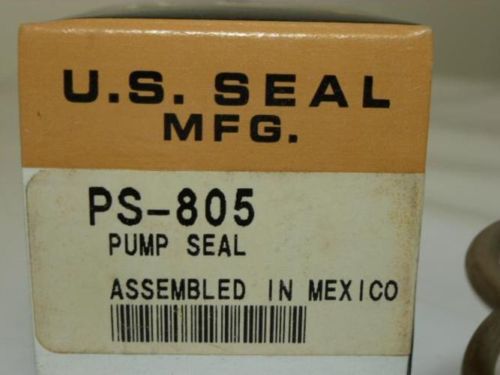 U.S. SEAL
MFG.
PS-805
PUMP SEAL
ASSEMBLED IN MEXICO